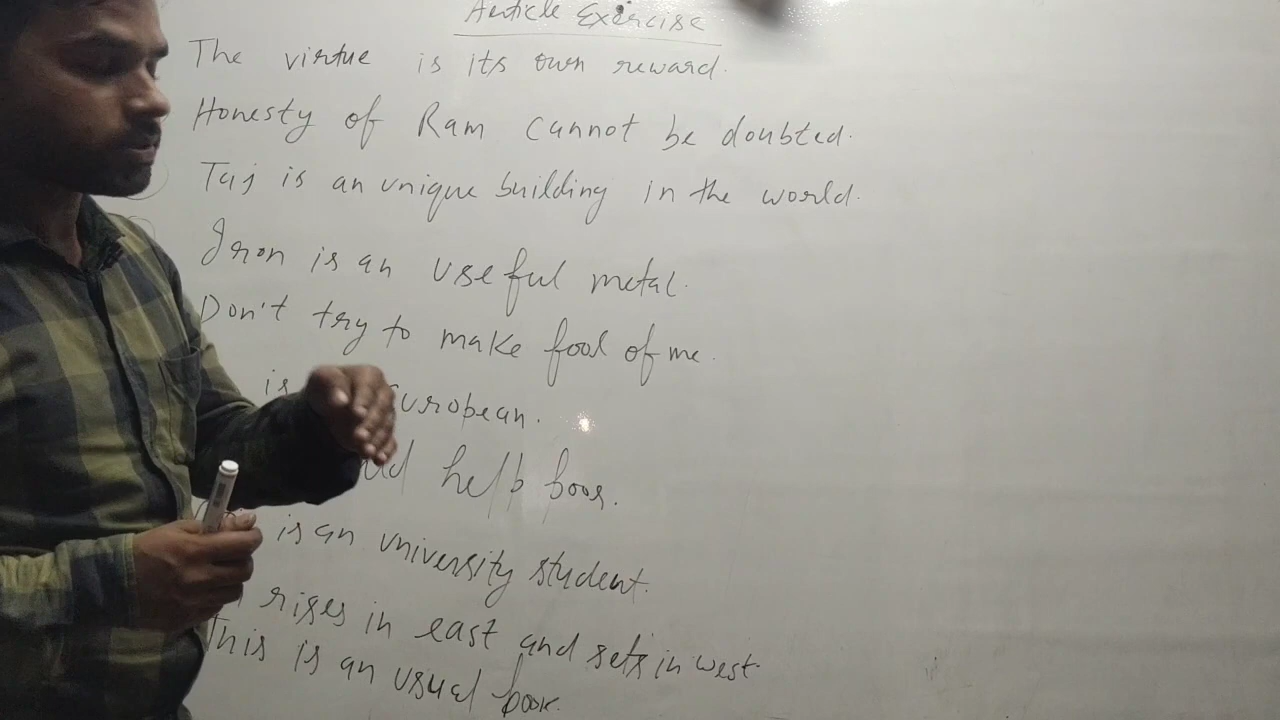 Article Exercise
The virtue is its own reward.
Honesty of Ram cannot be doubted.
Taj is an unique building in the world.
Iron is an useful metal.
Don't try to make fool of me.
is European.
help poor.
is an university student.
rises in east and sets in west.
This is an usual book.